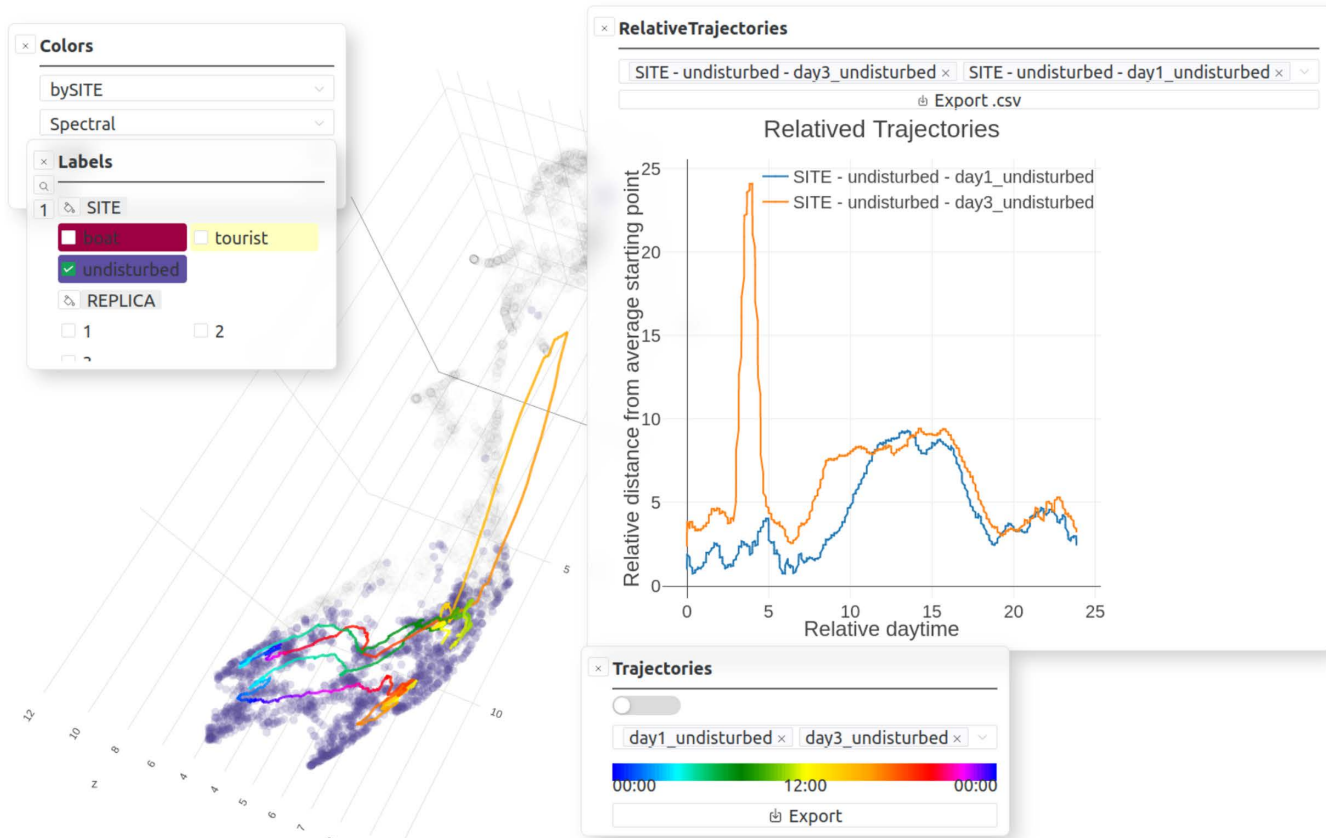 Colors
bySITE
Spectral
Labels
1
SITE
boat
tourist
undisturbed
REPLICA
1
2
RelativeTrajectories
SITE - undisturbed - day3_undisturbed × SITE - undisturbed - day1_undisturbed ×
Export .csv
Relatived Trajectories
SITE - undisturbed - day1_undisturbed
SITE - undisturbed - day3_undisturbed
Relative distance from average starting point
25
20
15
10
5
0
0 5 10 15 20 25
Relative daytime
5
10
12
10
8
6
4
z
4
5
6
7
Trajectories
day1_undisturbed × day3_undisturbed ×
00:00 12:00 00:00
Export